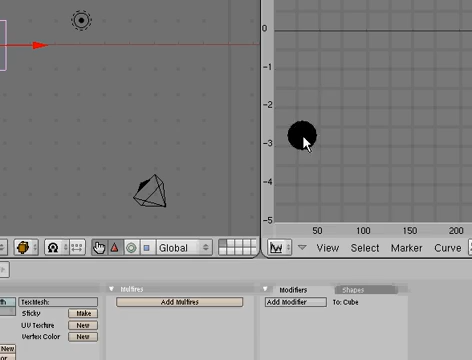 0
-1
-2
-3
-4
-5
50 100 150 200
Global
View Select Marker Curve
TexMesh:
Sticky Make
UV Texture New
Vertex Color New
New
Multires
Add Multires
Modifiers Shapes
Add Modifier To: Cube